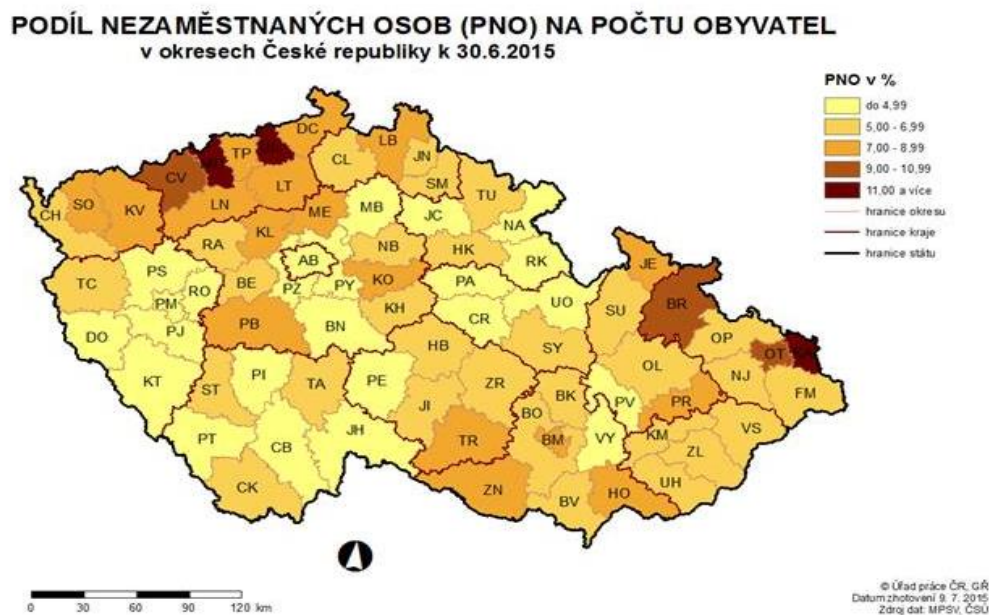 PODÍL NEZAMĚSTNANÝCH OSOB (PNO) NA POČTU OBYVATEL
v okresech České republiky k 30.6.2015
PNO v %
do 4,99
5,00 - 6,99
7,00 - 8,99
9,00 - 10,99
11,00 a více
hranice okresu
hranice kraje
hranice státu
DC
LB
TP
CL
JN
CV
LT
SM
TU
SO
KV
LN
ME
MB
JC
CH
NA
RA
KL
NB
HK
AB
RK
TC
PS
RO
BE
PZ
PY
KO
PA
JE
PM
KH
CR
UO
SU
BR
DO
PJ
PB
BN
OP
OT
HB
SY
OL
NJ
KT
ST
PI
TA
PE
ZR
FM
JI
BK
PV
PR
BO
PT
CB
JH
TR
BM
VY
KM
VS
ZL
CK
ZN
BV
HO
UH
0 30 60 90 120 km
© Úřad práce ČR, GŘ
Datum zhotovení 9. 7. 2015
Zdroj dat: MPSV, ČSÚ